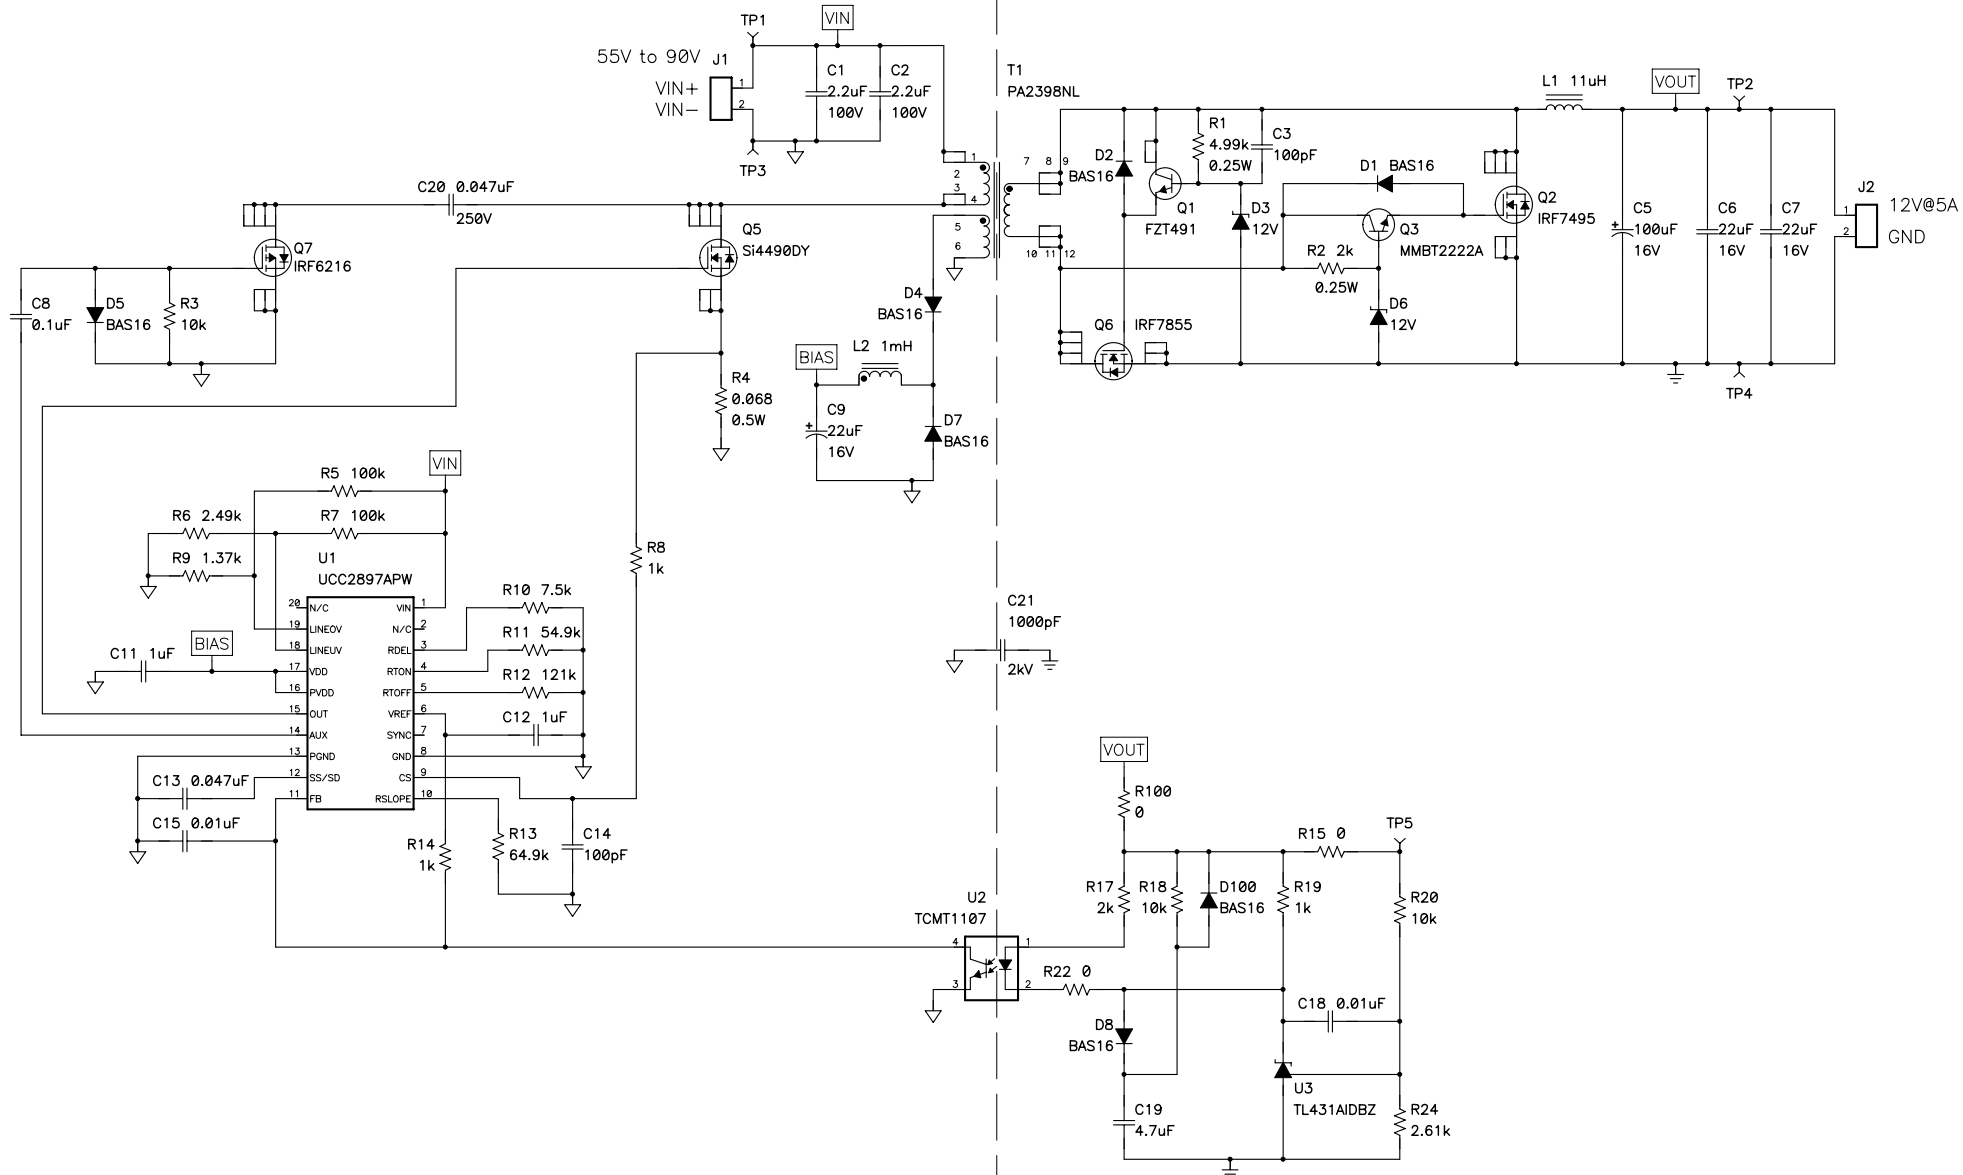 TP1
VIN
55V to 90V
J1
VIN+
VIN-
1
2
TP3
C1
2.2uF
100V
C2
2.2uF
100V
T1
PA2398NL
1
2
3
4
5
6
7 8 9
10 11 12
C20 0.047uF
250V
Q7
IRF6216
Q5
Si4490DY
C8
0.1uF
D5
BAS16
R3
10k
D4
BAS16
BIAS
L2 1mH
R4
0.068
0.5W
C9
22uF
16V
D7
BAS16
D2
BAS16
Q1
FZT491
R1
4.99k
0.25W
C3
100pF
D3
12V
D1 BAS16
Q3
MMBT2222A
R2 2k
0.25W
D6
12V
Q6
IRF7855
Q2
IRF7495
L1 11uH
VOUT
TP2
C5
100uF
16V
C6
22uF
16V
C7
22uF
16V
J2
1
2
12V@5A
GND
TP4
VIN
R5 100k
R6 2.49k
R7 100k
R9 1.37k
U1
UCC2897APW
20 N/C
19 LINEOV
18 LINEUV
17 VDD
16 PVDD
15 OUT
14 AUX
13 PGND
12 SS/SD
11 FB
VIN 1
N/C 2
RDEL 3
RTON 4
RTOFF 5
VREF 6
SYNC 7
GND 8
CS 9
RSLOPE 10
C11 1uF
BIAS
R10 7.5k
R11 54.9k
R12 121k
C12 1uF
R8
1k
C13 0.047uF
C15 0.01uF
R14
1k
R13
64.9k
C14
100pF
C21
1000pF
2kV
VOUT
R100
0
R15 0
TP5
R17
2k
R18
10k
D100
BAS16
R19
1k
R20
10k
U2
TCMT1107
4
3
1
2
R22 0
C18 0.01uF
D8
BAS16
U3
TL431AIDBZ
C19
4.7uF
R24
2.61k